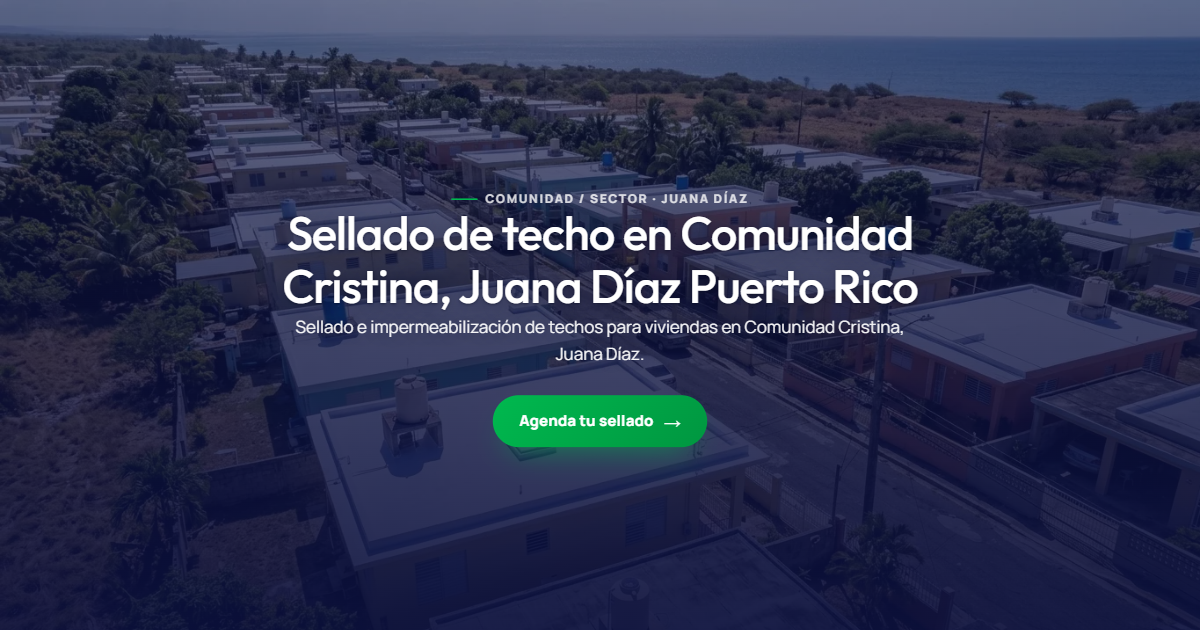 COMUNIDAD / SECTOR · JUANA DÍAZ
Sellado de techo en Comunidad
Cristina, Juana Díaz Puerto Rico
Sellado e impermeabilización de techos para viviendas en Comunidad Cristina,
Juana Díaz.
Agenda tu sellado →